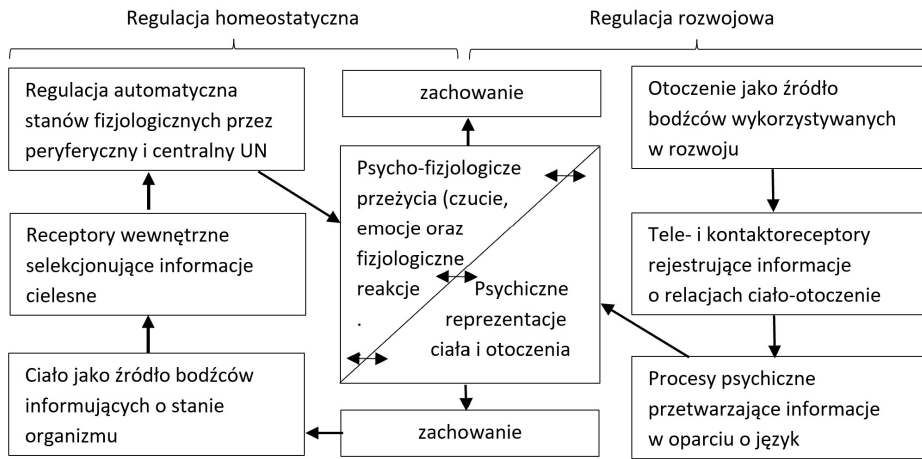 Regulacja homeostatyczna
Regulacja rozwojowa
Regulacja automatyczna
stanów fizjologicznych przez
peryferyczny i centralny UN
Receptory wewnętrzne
selekcjonujące informacje
cielesne
Ciało jako źródło bodźców
informujących o stanie
organizmu
zachowanie
Psycho-fizjologicze
przeżycia (czucie,
emocje oraz
fizjologiczne
reakcje
.
Psychiczne
reprezentacje
ciała i otoczenia
zachowanie
Otoczenie jako źródło
bodźców wykorzystywanych
w rozwoju
Tele- i kontaktoreceptory
rejestrujące informacje
o relacjach ciało-otoczenie
Procesy psychiczne
przetwarzające informacje
w oparciu o język